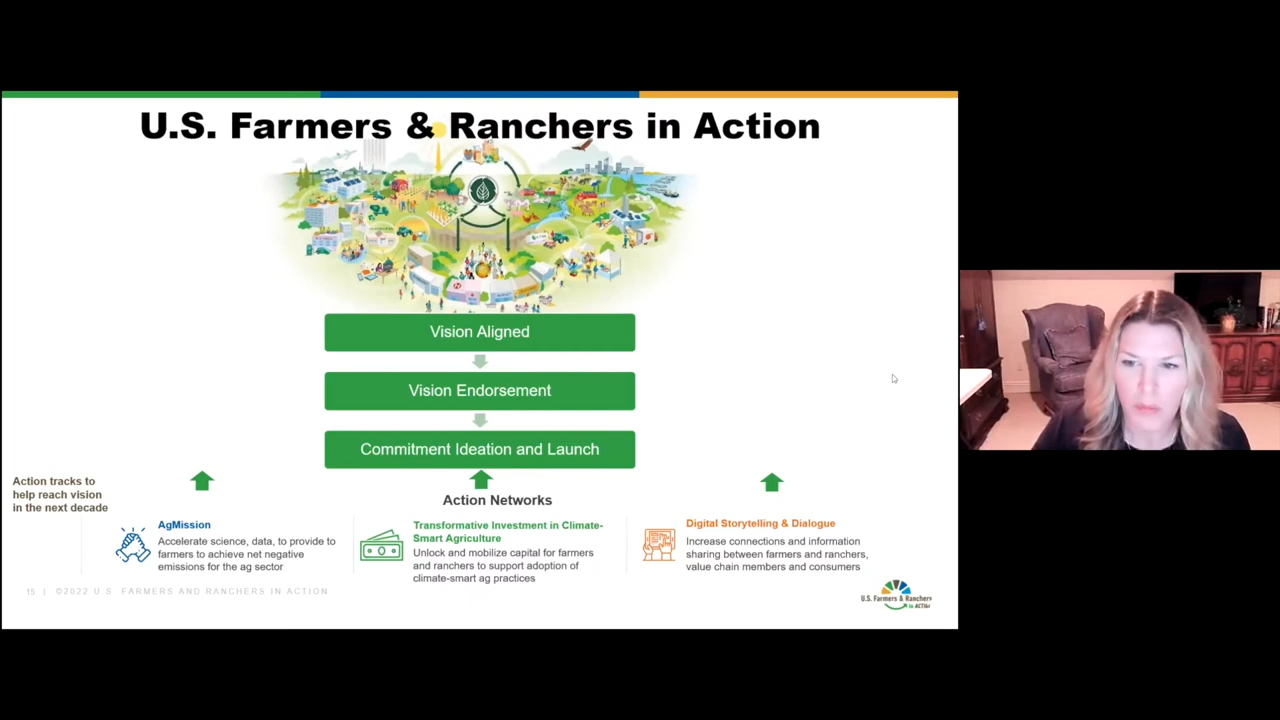 U.S. Farmers & Ranchers in Action
Vision Aligned
Vision Endorsement
Commitment Ideation and Launch
Action tracks to
help reach vision
in the next decade
Action Networks
AgMission
Accelerate science, data, to provide to
farmers to achieve net negative
emissions for the ag sector
Transformative Investment in Climate-
Smart Agriculture
Unlock and mobilize capital for farmers
and ranchers to support adoption of
climate-smart ag practices
Digital Storytelling & Dialogue
Increase connections and information
sharing between farmers and ranchers,
value chain members and consumers
15 | ©2022 U.S. FARMERS AND RANCHERS IN ACTION
U.S. Farmers & Ranchers
in ACTION